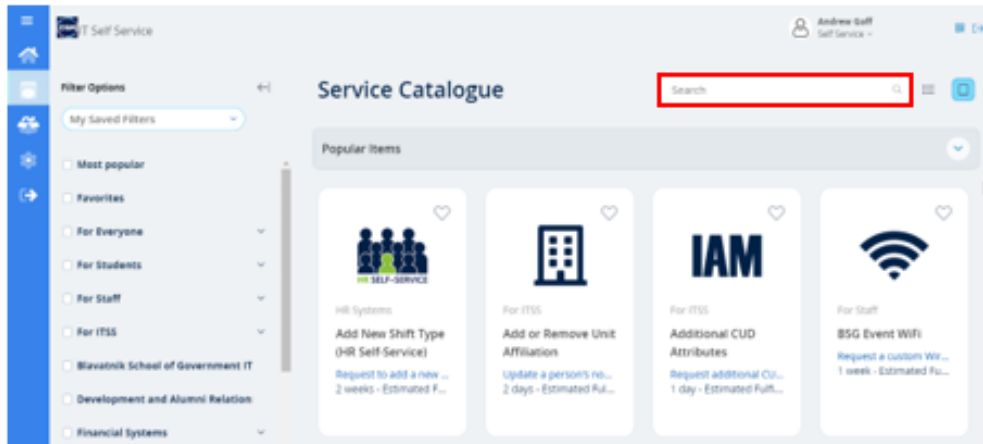 IT Self Service
Andrew Goff
Self Service
Filter Options
My Saved Filters
Most popular
Favorites
For Everyone
For Students
For Staff
For ITSS
Blavatnik School of Government IT
Development and Alumni Relation
Financial Systems
Service Catalogue
Search
Popular Items
HR SELF-SERVICE
HR Systems
Add New Shift Type
(HR Self-Service)
Request to add a new ...
2 weeks - Estimated F...
For ITSS
Add or Remove Unit
Affiliation
Update a person's no...
2 days - Estimated Ful...
IAM
For ITSS
Additional CUD
Attributes
Request additional CU...
1 day - Estimated Fulfi...
For Staff
BSG Event WiFi
Request a custom Wir...
1 week - Estimated Fu...